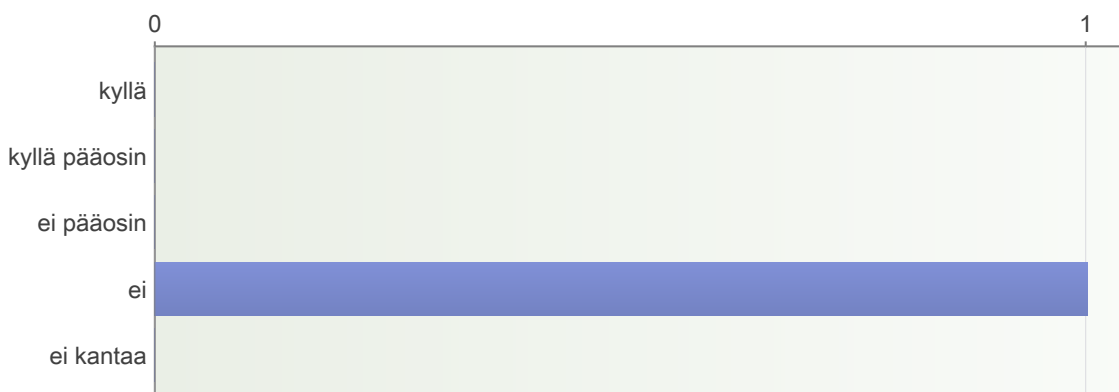 0 1
kyllä
kyllä pääosin
ei pääosin
ei
ei kantaa